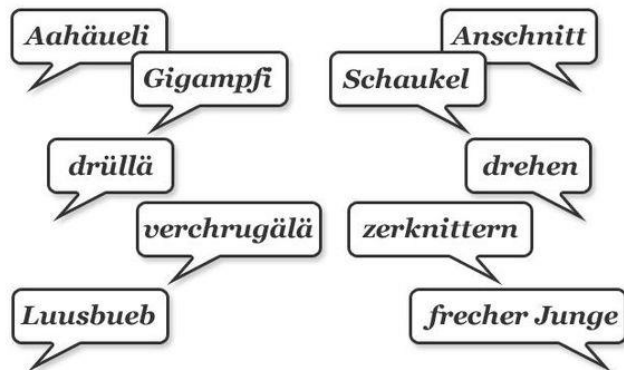 Aahäueli
Anschnitt
Gigampfi
Schaukel
drüllä
drehen
verchrugälä
zerknittern
Luusbueb
frecher Junge